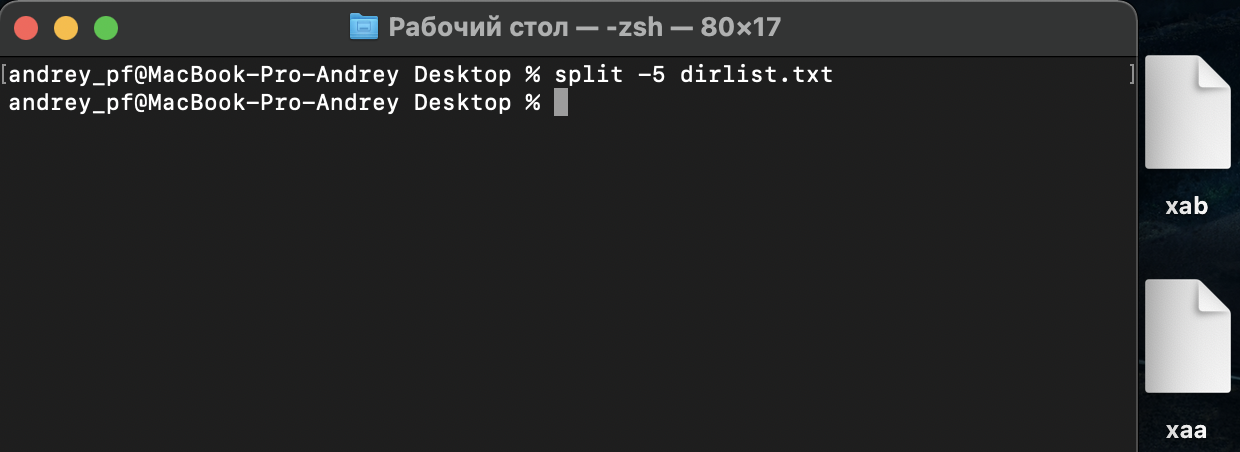 Рабочий стол — -zsh — 80×17
[andrey_pf@MacBook-Pro-Andrey Desktop % split -5 dirlist.txt ]
andrey_pf@MacBook-Pro-Andrey Desktop %
xab
xaa